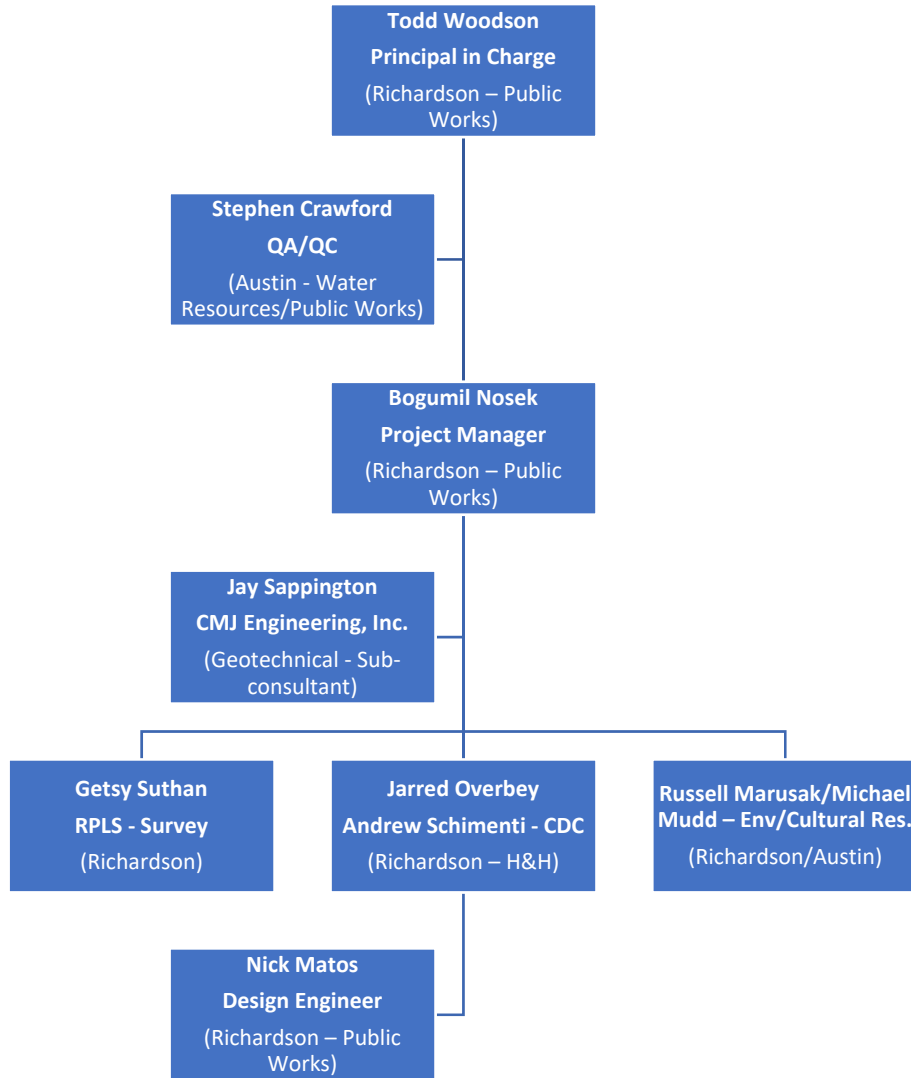 Todd Woodson
Principal in Charge
(Richardson – Public
Works)
Stephen Crawford
QA/QC
(Austin - Water
Resources/Public Works)
Bogumil Nosek
Project Manager
(Richardson – Public
Works)
Jay Sappington
CMJ Engineering, Inc.
(Geotechnical - Sub-
consultant)
Getsy Suthan
RPLS - Survey
(Richardson)
Jarred Overbey
Andrew Schimenti - CDC
(Richardson – H&H)
Russell Marusak/Michael
Mudd – Env/Cultural Res.
(Richardson/Austin)
Nick Matos
Design Engineer
(Richardson – Public
Works)